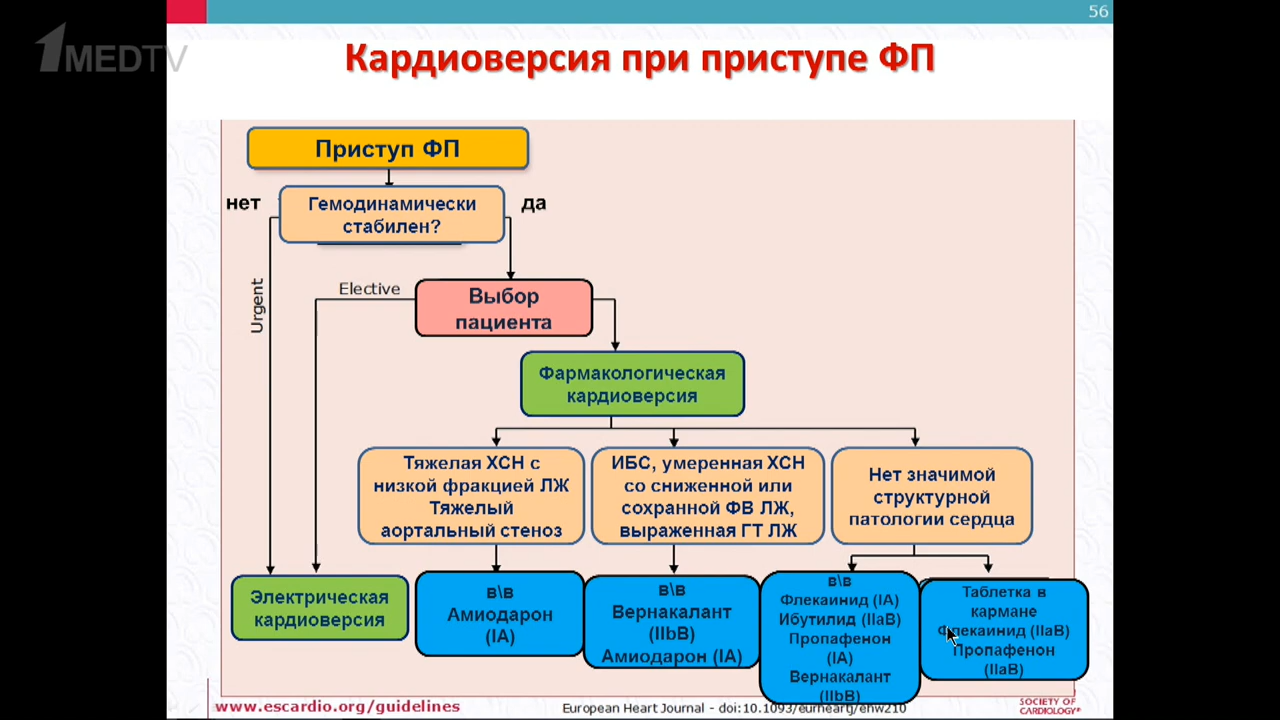 56
1MEDTV
Кардиоверсия при приступе ФП
Приступ ФП
нет
Гемодинамически
стабилен?
да
Urgent
Elective
Выбор
пациента
Фармакологическая
кардиоверсия
Тяжелая ХСН с
низкой фракцией ЛЖ
Тяжелый
аортальный стеноз
ИБС, умеренная ХСН
со сниженной или
сохранной ФВ ЛЖ,
выраженная ГТ ЛЖ
Нет значимой
структурной
патологии сердца
Электрическая
кардиоверсия
в\в
Амиодарон
(IA)
в\в
Вернакалант
(IIbB)
Амиодарон (IA)
в\в
Флекаинид (IA)
Ибутилид (IIaB)
Пропафенон
(IA)
Вернакалант
(IIbB)
Таблетка в
кармане
Флекаинид (IIaB)
Пропафенон
(IIaB)
www.escardio.org/guidelines
European Heart Journal - doi:10.1093/eurheartj/ehw210
SOCIETY OF
CARDIOLOGY®